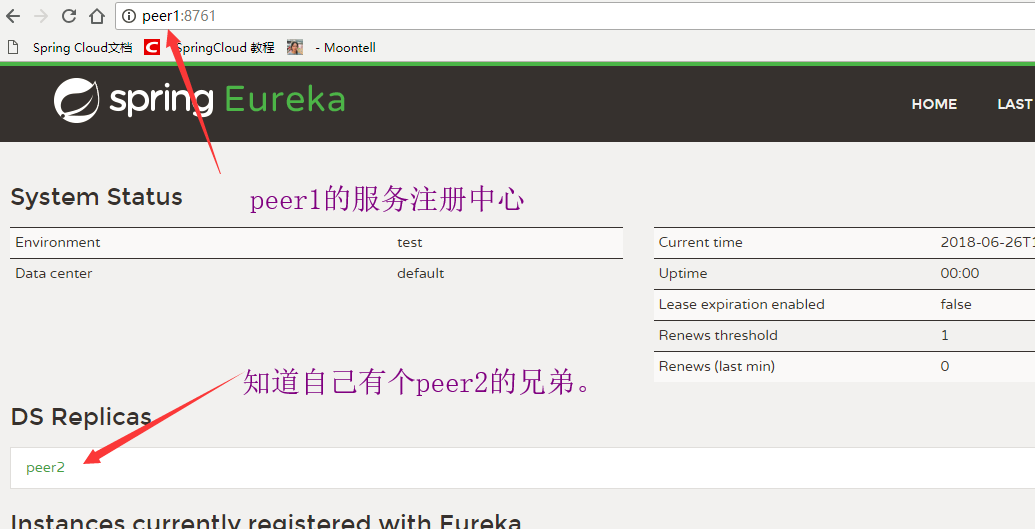 peer1:8761
Spring Cloud文档 SpringCloud 教程 - Moontell
spring Eureka HOME LAST
System Status
peer1的服务注册中心
Environment test Current time 2018-06-26T1
Data center default Uptime 00:00
Lease expiration enabled false
Renews threshold 1
Renews (last min) 0
知道自己有个peer2的兄弟。
DS Replicas
peer2
Instances currently registered with Eureka